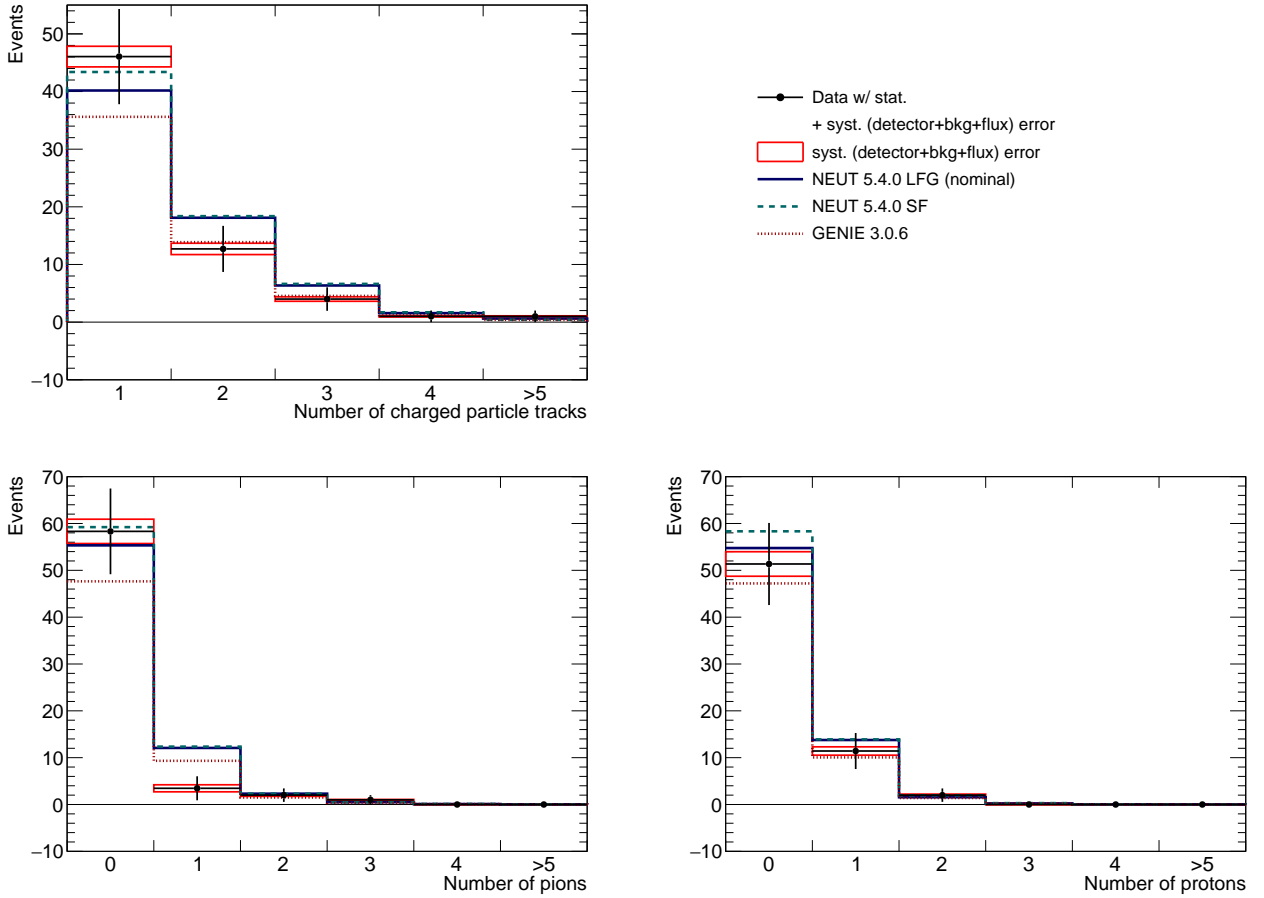 Events
50
40
30
20
10
0
−10
1 2 3 4 >5
Number of charged particle tracks
Data w/ stat.
+ syst. (detector+bkg+flux) error
syst. (detector+bkg+flux) error
NEUT 5.4.0 LFG (nominal)
NEUT 5.4.0 SF
GENIE 3.0.6
Events
70
60
50
40
30
20
10
0
−10
0 1 2 3 4 >5
Number of pions
Events
70
60
50
40
30
20
10
0
−10
0 1 2 3 4 >5
Number of protons